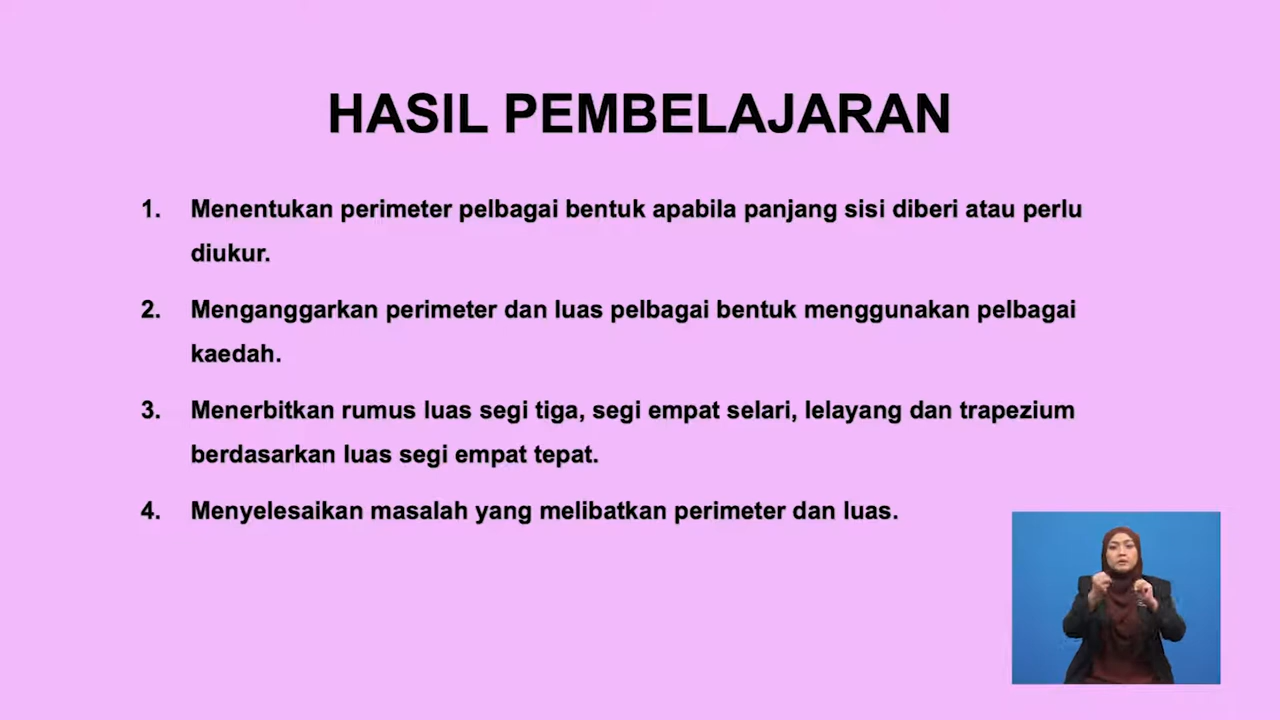 HASIL PEMBELAJARAN
1. Menentukan perimeter pelbagai bentuk apabila panjang sisi diberi atau perlu
diukur.
2. Menganggarkan perimeter dan luas pelbagai bentuk menggunakan pelbagai
kaedah.
3. Menerbitkan rumus luas segi tiga, segi empat selari, lelayang dan trapezium
berdasarkan luas segi empat tepat.
4. Menyelesaikan masalah yang melibatkan perimeter dan luas.